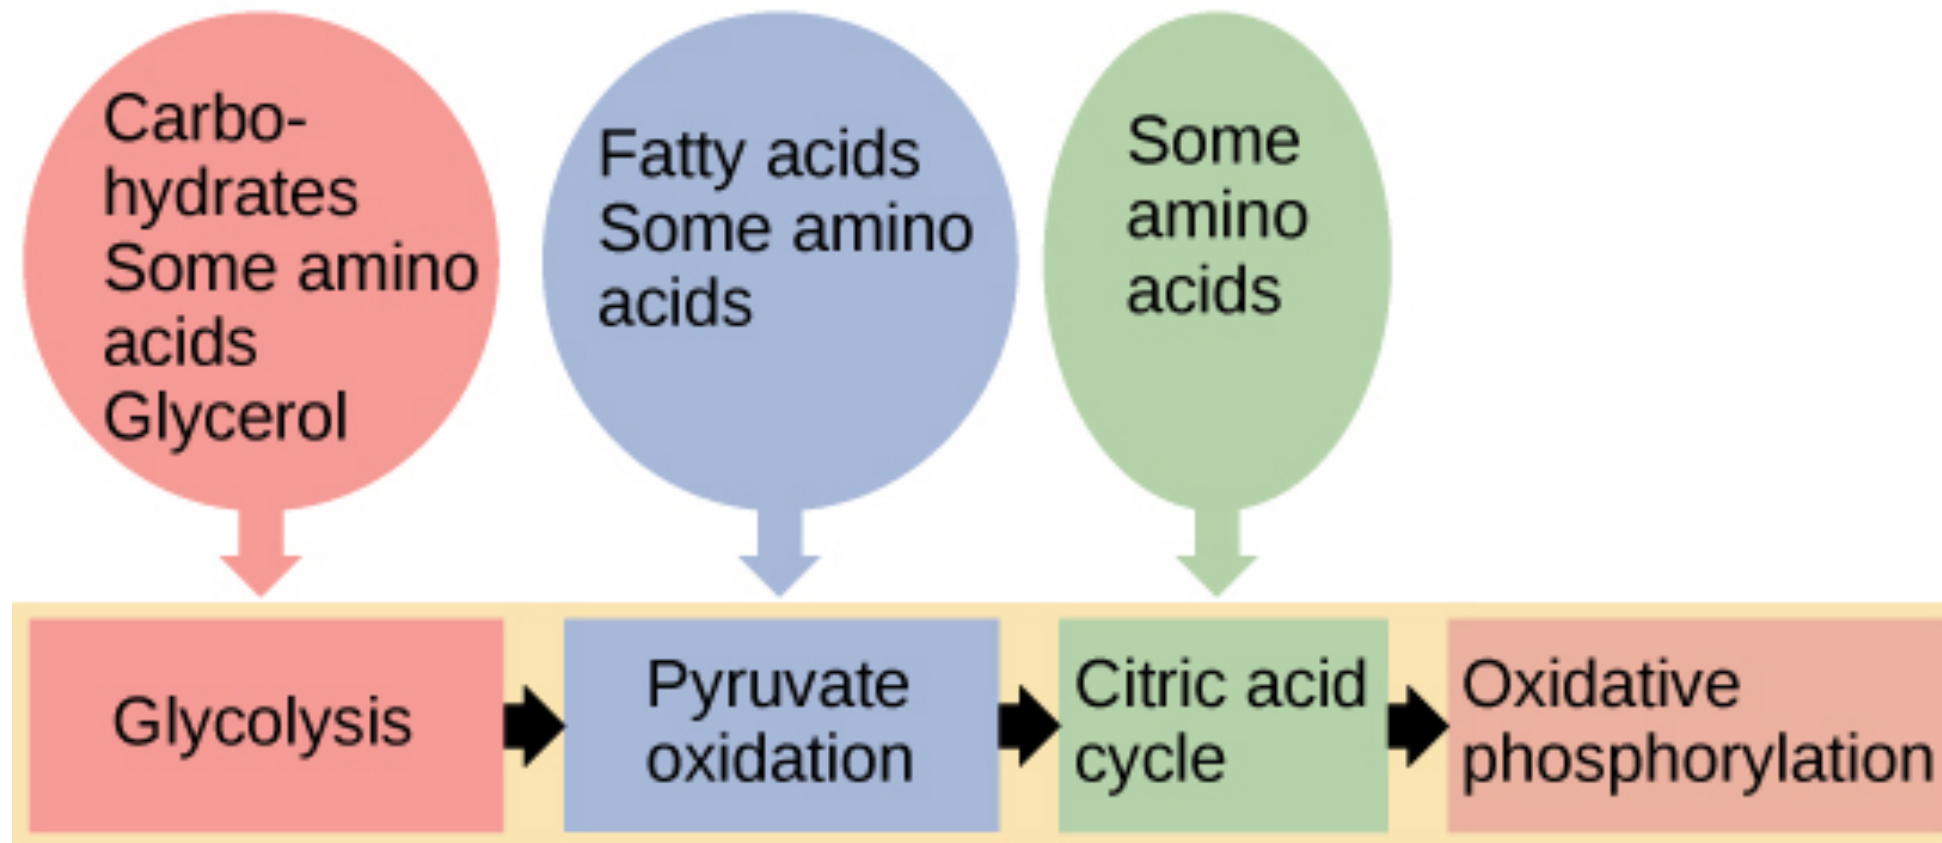 Carbo-
hydrates
Some amino
acids
Glycerol
Fatty acids
Some amino
acids
Some
amino
acids
Glycolysis
Pyruvate
oxidation
Citric acid
cycle
Oxidative
phosphorylation